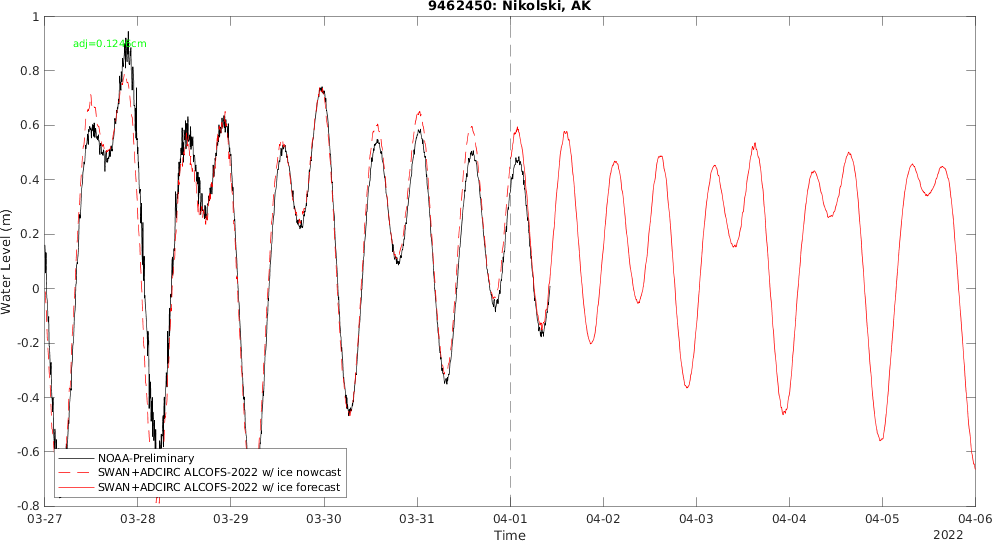 9462450: Nikolski, AK
adj=0.1246cm
Water Level (m)
1
0.8
0.6
0.4
0.2
0
-0.2
-0.4
-0.6
-0.8
NOAA-Preliminary
SWAN+ADCIRC ALCOFS-2022 w/ ice nowcast
SWAN+ADCIRC ALCOFS-2022 w/ ice forecast
03-27 03-28 03-29 03-30 03-31 04-01 04-02 04-03 04-04 04-05 04-06
Time
2022